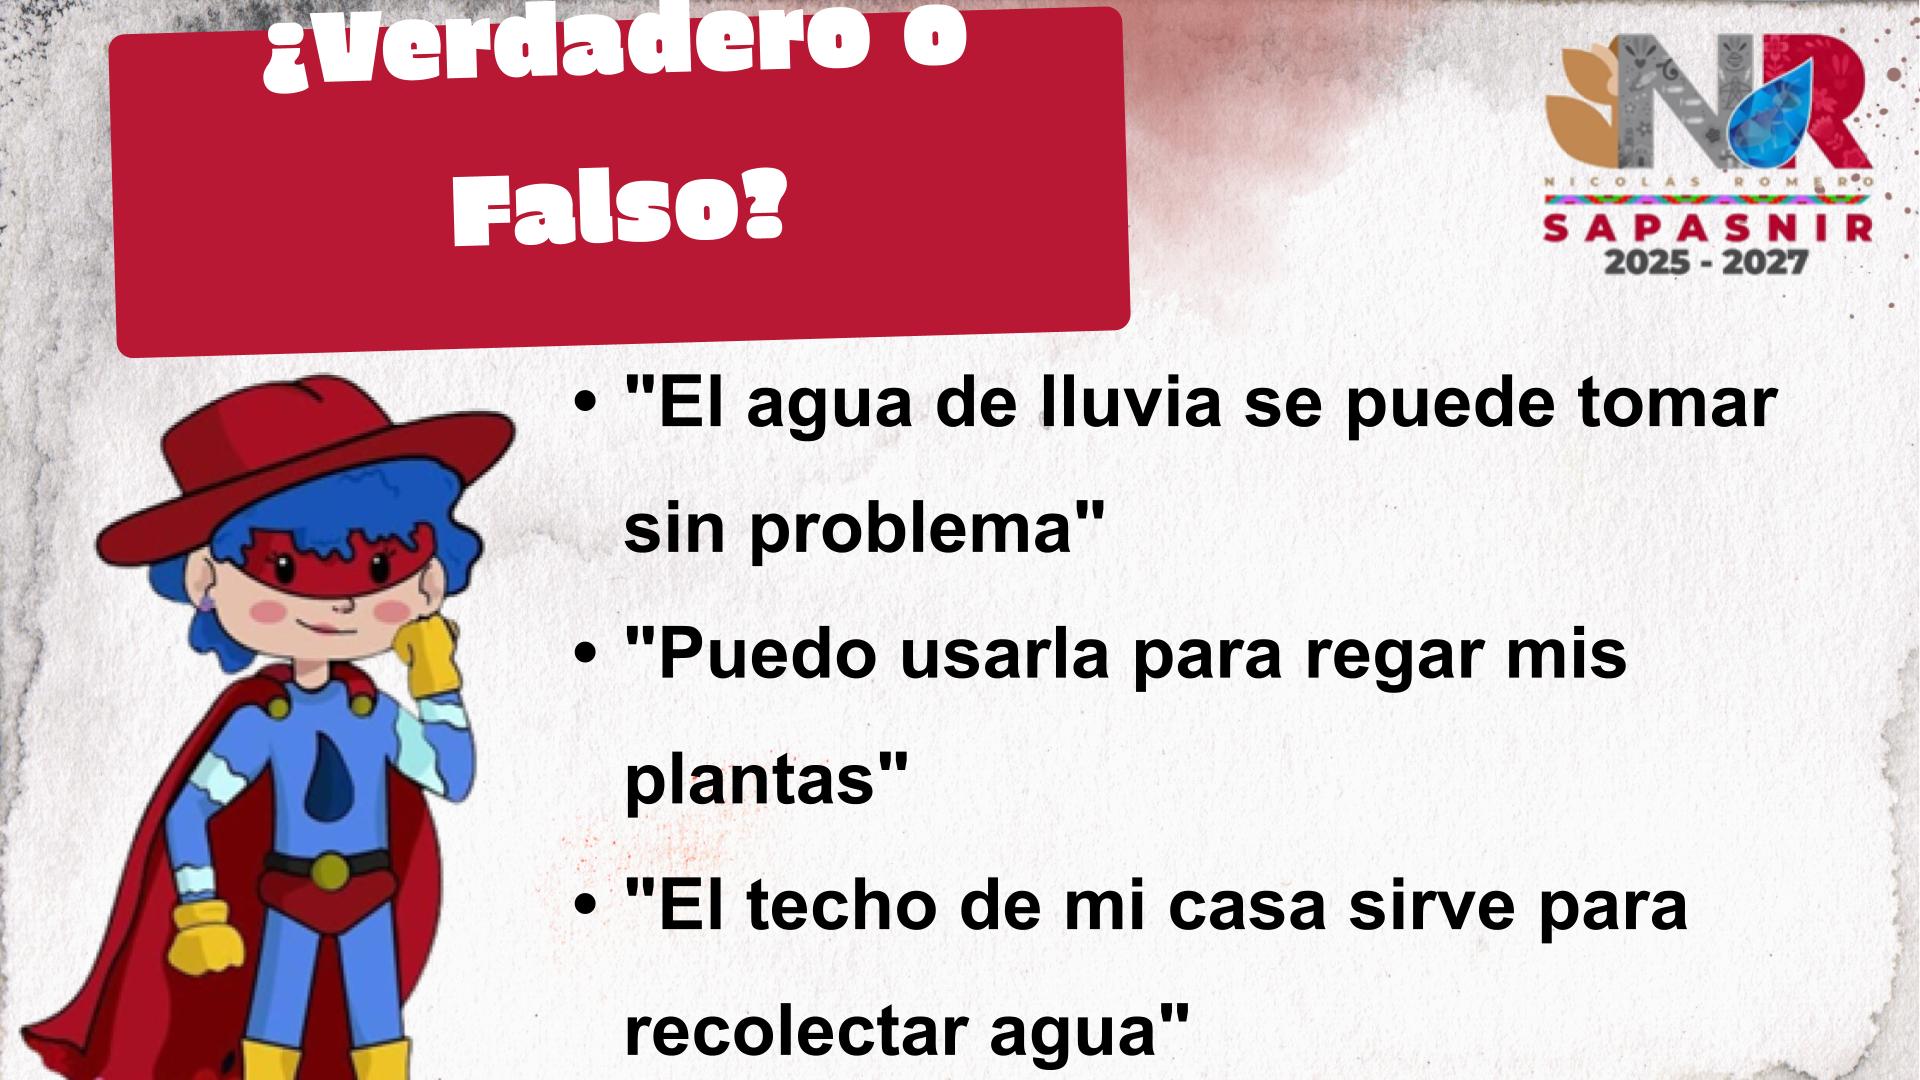 ¿Verdadero o
Falso?
NICOLÁS ROMERO
SAPASNIR
2025 - 2027
• "El agua de lluvia se puede tomar
sin problema"
• "Puedo usarla para regar mis
plantas"
• "El techo de mi casa sirve para
recolectar agua"